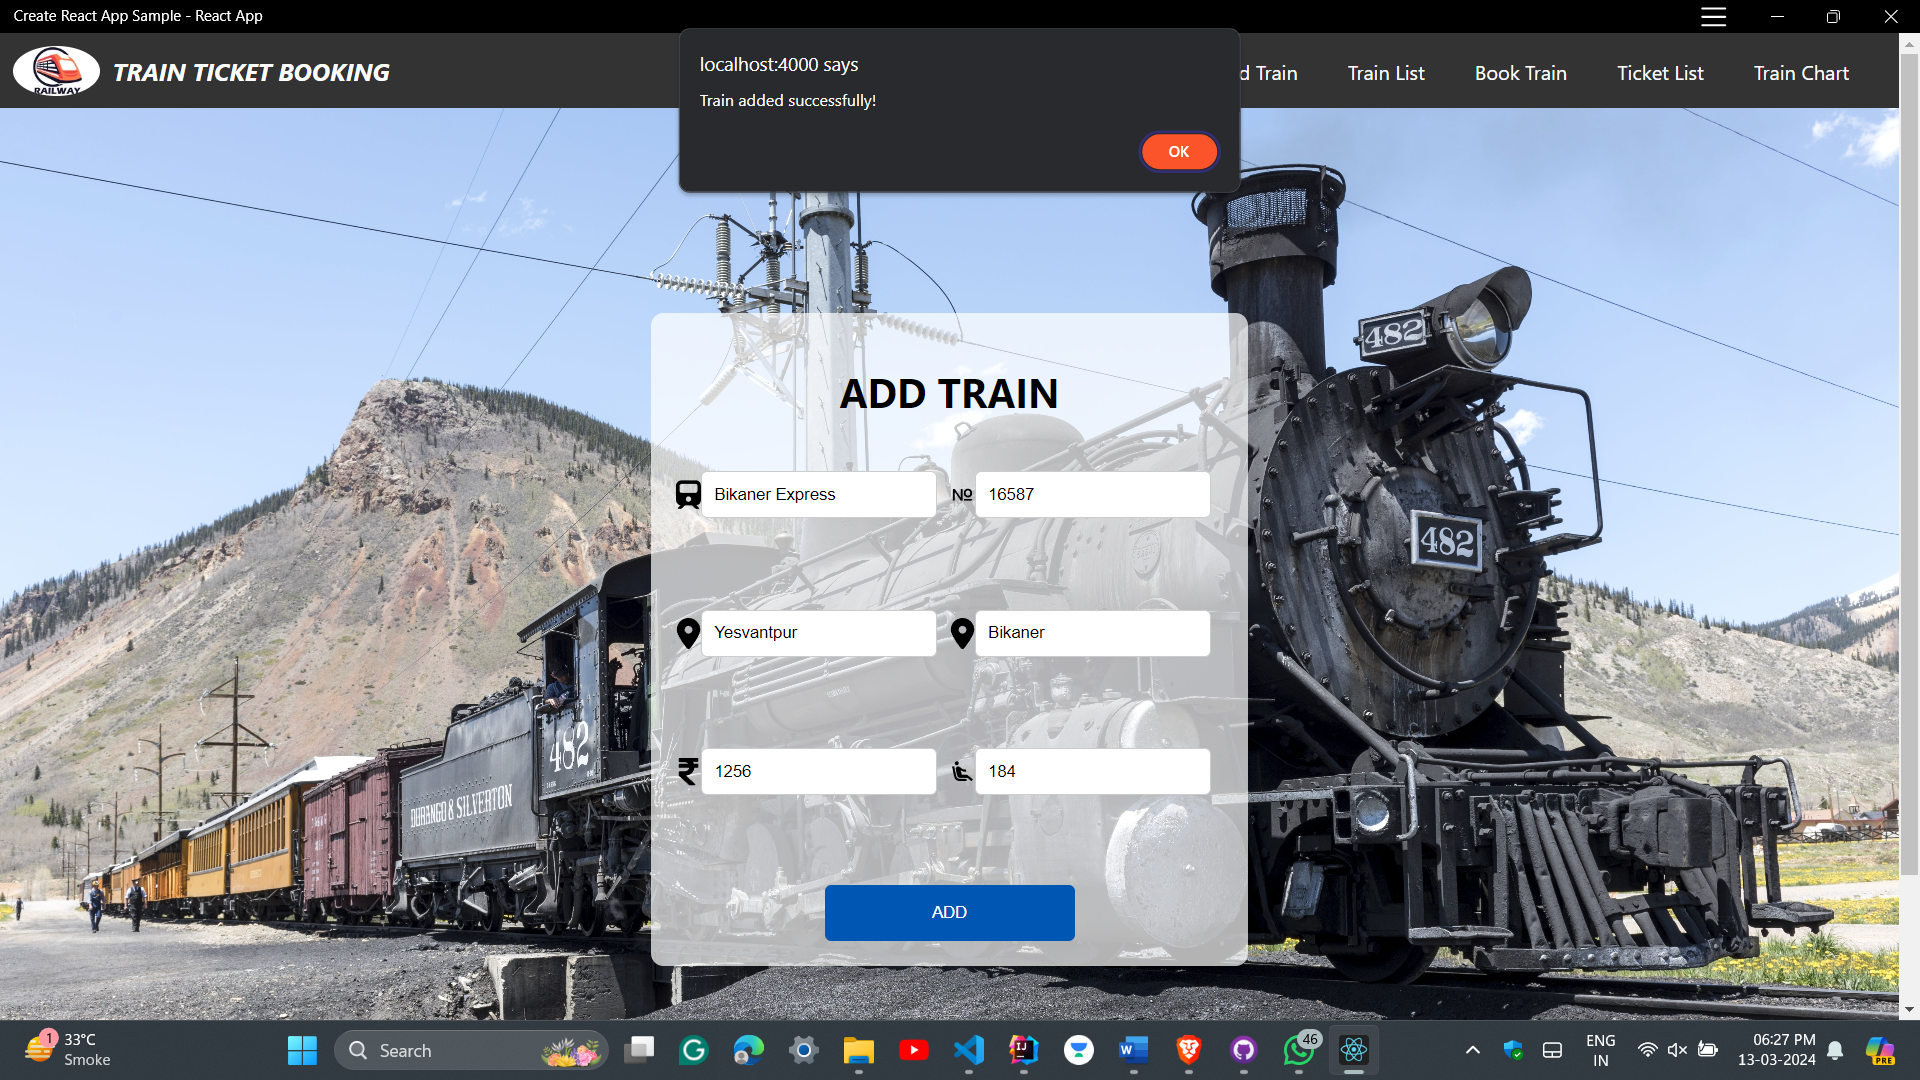 Create React App Sample - React App
RAILWAY
TRAIN TICKET BOOKING
d Train
Train List
Book Train
Ticket List
Train Chart
localhost:4000 says
Train added successfully!
OK
482
482
482
DURANGO & SILVERTON
ADD TRAIN
Bikaner Express
№ 16587
Yesvantpur
Bikaner
₹ 1256
184
ADD
1
33°C
Smoke
Search
46
ENG
IN
06:27 PM
13-03-2024
PRE